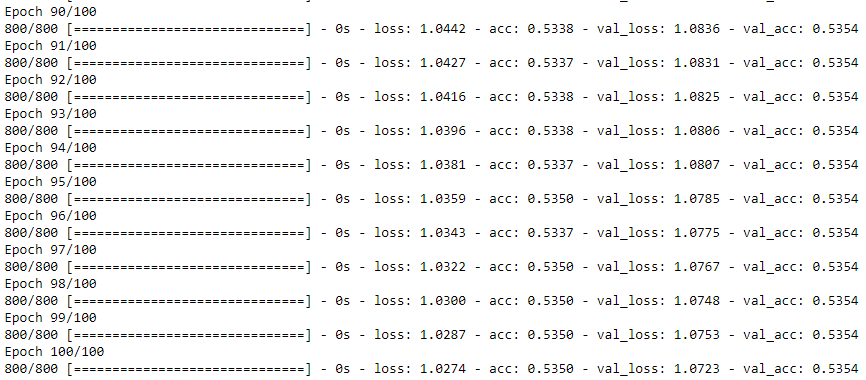 Epoch 90/100
800/800 [==============================] - 0s - loss: 1.0442 - acc: 0.5338 - val_loss: 1.0836 - val_acc: 0.5354
Epoch 91/100
800/800 [==============================] - 0s - loss: 1.0427 - acc: 0.5337 - val_loss: 1.0831 - val_acc: 0.5354
Epoch 92/100
800/800 [==============================] - 0s - loss: 1.0416 - acc: 0.5338 - val_loss: 1.0825 - val_acc: 0.5354
Epoch 93/100
800/800 [==============================] - 0s - loss: 1.0396 - acc: 0.5338 - val_loss: 1.0806 - val_acc: 0.5354
Epoch 94/100
800/800 [==============================] - 0s - loss: 1.0381 - acc: 0.5337 - val_loss: 1.0807 - val_acc: 0.5354
Epoch 95/100
800/800 [==============================] - 0s - loss: 1.0359 - acc: 0.5350 - val_loss: 1.0785 - val_acc: 0.5354
Epoch 96/100
800/800 [==============================] - 0s - loss: 1.0343 - acc: 0.5337 - val_loss: 1.0775 - val_acc: 0.5354
Epoch 97/100
800/800 [==============================] - 0s - loss: 1.0322 - acc: 0.5350 - val_loss: 1.0767 - val_acc: 0.5354
Epoch 98/100
800/800 [==============================] - 0s - loss: 1.0300 - acc: 0.5350 - val_loss: 1.0748 - val_acc: 0.5354
Epoch 99/100
800/800 [==============================] - 0s - loss: 1.0287 - acc: 0.5350 - val_loss: 1.0753 - val_acc: 0.5354
Epoch 100/100
800/800 [==============================] - 0s - loss: 1.0274 - acc: 0.5350 - val_loss: 1.0723 - val_acc: 0.5354